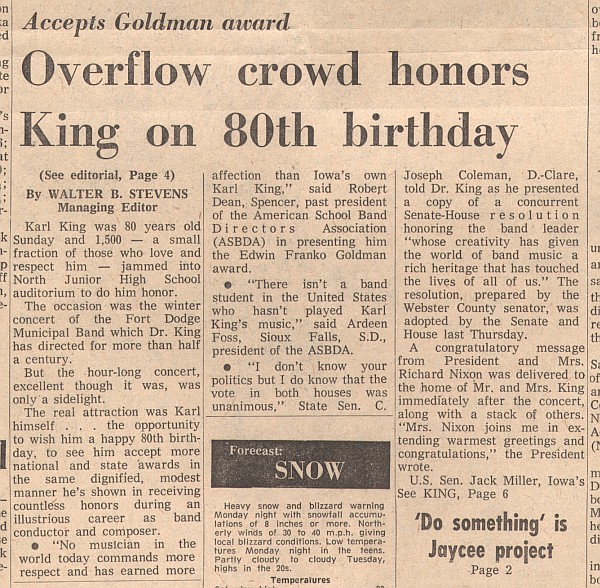 Accepts Goldman award
Overflow crowd honors
King on 80th birthday
(See editorial, Page 4)
By WALTER B. STEVENS
Managing Editor
Karl King was 80 years old
Sunday and 1,500 — a small
fraction of those who love and
respect him — jammed into
North Junior High School
auditorium to do him honor.
The occasion was the winter
concert of the Fort Dodge
Municipal Band which Dr. King
has directed for more than half
a century.
But the hour-long concert,
excellent though it was, was
only a sidelight.
The real attraction was Karl
himself . . . the opportunity
to wish him a happy 80th birth-
day, to see him accept more
national and state awards in
the same dignified, modest
manner he's shown in receiving
countless honors during an
illustrious career as band
conductor and composer.
● "No musician in the
world today commands more
respect and has earned more
affection than Iowa's own
Karl King," said Robert
Dean, Spencer, past president
of the American School Band
Directors Association
(ASBDA) in presenting him
the Edwin Franko Goldman
award.
● "There isn't a band
student in the United States
who hasn't played Karl
King's music," said Ardeen
Foss, Sioux Falls, S.D.,
president of the ASBDA.
● "I don't know your
politics but I do know that the
vote in both houses was
unanimous," State Sen. C.
Joseph Coleman, D.-Clare,
told Dr. King as he presented
a copy of a concurrent
Senate-House resolution
honoring the band leader
"whose creativity has given
the world of band music a
rich heritage that has touched
the lives of all of us." The
resolution, prepared by the
Webster County senator, was
adopted by the Senate and
House last Thursday.
A congratulatory message
from President and Mrs.
Richard Nixon was delivered to
the home of Mr. and Mrs. King
immediately after the concert,
along with a stack of others.
"Mrs. Nixon joins me in ex-
tending warmest greetings and
congratulations," the President
wrote.
U.S. Sen. Jack Miller, Iowa's
See KING, Page 6
Forecast:
SNOW
Heavy snow and blizzard warning
Monday night with snowfall accumu-
lations of 8 inches or more. North-
erly winds of 30 to 40 m.p.h. giving
local blizzard conditions. Low tempera-
tures Monday night in the teens.
Partly cloudy to cloudy Tuesday,
highs in the 20s.
Temperatures
'Do something' is
Jaycee project
Page 2